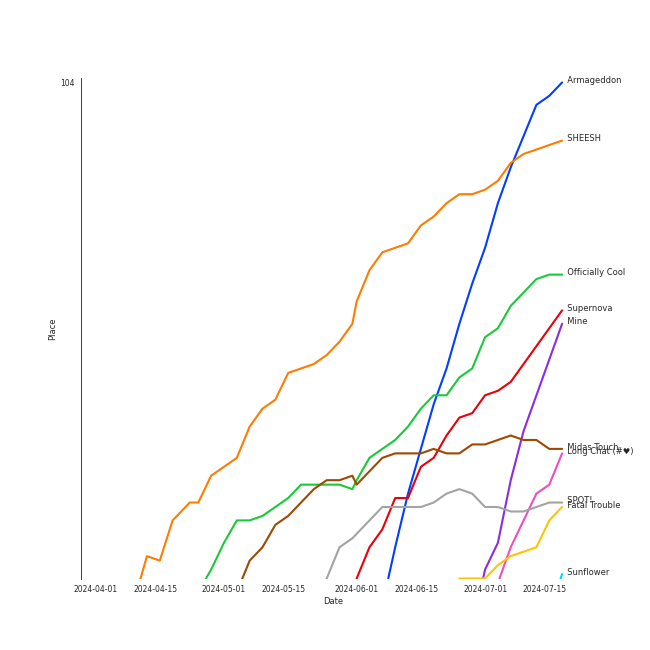 104
Armageddon
SHEESH
Officially Cool
Supernova
Mine
Midas Touch
Long Chat (#♥)
SPOT!
Fatal Trouble
Sunflower
Place
2024-04-01 2024-04-15 2024-05-01 2024-05-15 2024-06-01 2024-06-15 2024-07-01 2024-07-15
Date